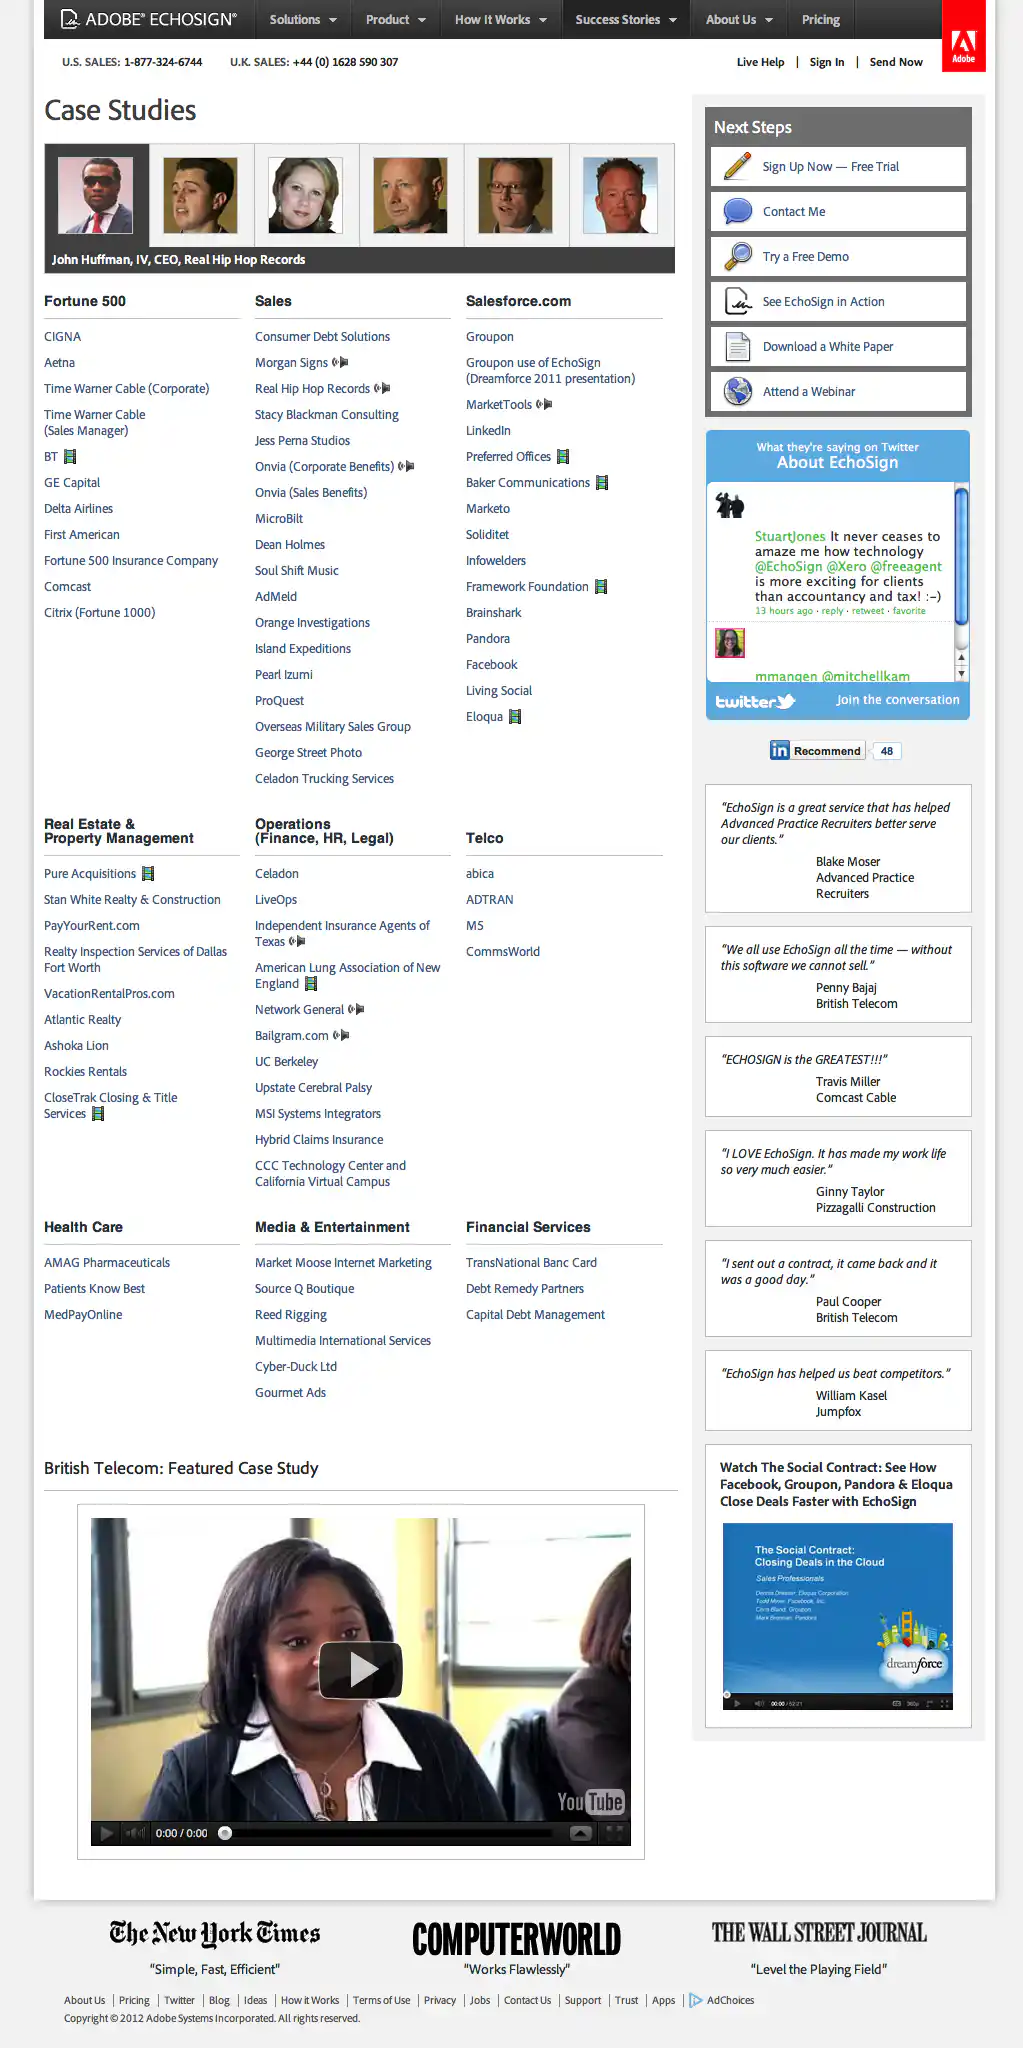 ADOBE® ECHOSIGN®
Solutions
Product
How It Works
Success Stories
About Us
Pricing
Adobe
U.S. SALES: 1-877-324-6744
U.K. SALES: +44 (0) 1628 590 307
Live Help | Sign In | Send Now
Case Studies
John Huffman, IV, CEO, Real Hip Hop Records
Fortune 500
CIGNA
Aetna
Time Warner Cable (Corporate)
Time Warner Cable
(Sales Manager)
BT
GE Capital
Delta Airlines
First American
Fortune 500 Insurance Company
Comcast
Citrix (Fortune 1000)
Sales
Consumer Debt Solutions
Morgan Signs
Real Hip Hop Records
Stacy Blackman Consulting
Jess Perna Studios
Onvia (Corporate Benefits)
Onvia (Sales Benefits)
MicroBilt
Dean Holmes
Soul Shift Music
AdMeld
Orange Investigations
Island Expeditions
Pearl Izumi
ProQuest
Overseas Military Sales Group
George Street Photo
Celadon Trucking Services
Salesforce.com
Groupon
Groupon use of EchoSign
(Dreamforce 2011 presentation)
MarketTools
LinkedIn
Preferred Offices
Baker Communications
Marketo
Soliditet
Infowelders
Framework Foundation
Brainshark
Pandora
Facebook
Living Social
Eloqua
Real Estate &
Property Management
Pure Acquisitions
Stan White Realty & Construction
PayYourRent.com
Realty Inspection Services of Dallas
Fort Worth
VacationRentalPros.com
Atlantic Realty
Ashoka Lion
Rockies Rentals
CloseTrak Closing & Title
Services
Operations
(Finance, HR, Legal)
Celadon
LiveOps
Independent Insurance Agents of
Texas
American Lung Association of New
England
Network General
Bailgram.com
UC Berkeley
Upstate Cerebral Palsy
MSI Systems Integrators
Hybrid Claims Insurance
CCC Technology Center and
California Virtual Campus
Telco
abica
ADTRAN
M5
CommsWorld
Health Care
AMAG Pharmaceuticals
Patients Know Best
MedPayOnline
Media & Entertainment
Market Moose Internet Marketing
Source Q Boutique
Reed Rigging
Multimedia International Services
Cyber-Duck Ltd
Gourmet Ads
Financial Services
TransNational Banc Card
Debt Remedy Partners
Capital Debt Management
British Telecom: Featured Case Study
YouTube
0:00 / 0:00
Next Steps
Sign Up Now — Free Trial
Contact Me
Try a Free Demo
See EchoSign in Action
Download a White Paper
Attend a Webinar
What they're saying on Twitter
About EchoSign
StuartJones It never ceases to
amaze me how technology
@EchoSign @Xero @freeagent
is more exciting for clients
than accountancy and tax! :-)
13 hours ago · reply · retweet · favorite
mmangen @mitchellkam
twitter
Join the conversation
in Recommend 48
“EchoSign is a great service that has helped
Advanced Practice Recruiters better serve
our clients.”
Blake Moser
Advanced Practice
Recruiters
“We all use EchoSign all the time — without
this software we cannot sell.”
Penny Bajaj
British Telecom
“ECHOSIGN is the GREATEST!!!”
Travis Miller
Comcast Cable
“I LOVE EchoSign. It has made my work life
so very much easier.”
Ginny Taylor
Pizzagalli Construction
“I sent out a contract, it came back and it
was a good day.”
Paul Cooper
British Telecom
“EchoSign has helped us beat competitors.”
William Kasel
Jumpfox
Watch The Social Contract: See How
Facebook, Groupon, Pandora & Eloqua
Close Deals Faster with EchoSign
The Social Contract:
Closing Deals in the Cloud
Sales Professionals
Todd Minor, Facebook, Inc.
Chris Bland, Groupon
Mark Brennan, Pandora
dreamforce
00:00 / 52:21
360p
The New York Times
“Simple, Fast, Efficient”
COMPUTERWORLD
“Works Flawlessly”
THE WALL STREET JOURNAL
“Level the Playing Field”
About Us | Pricing | Twitter | Blog | Ideas | How it Works | Terms of Use | Privacy | Jobs | Contact Us | Support | Trust | Apps | AdChoices
Copyright © 2012 Adobe Systems Incorporated. All rights reserved.